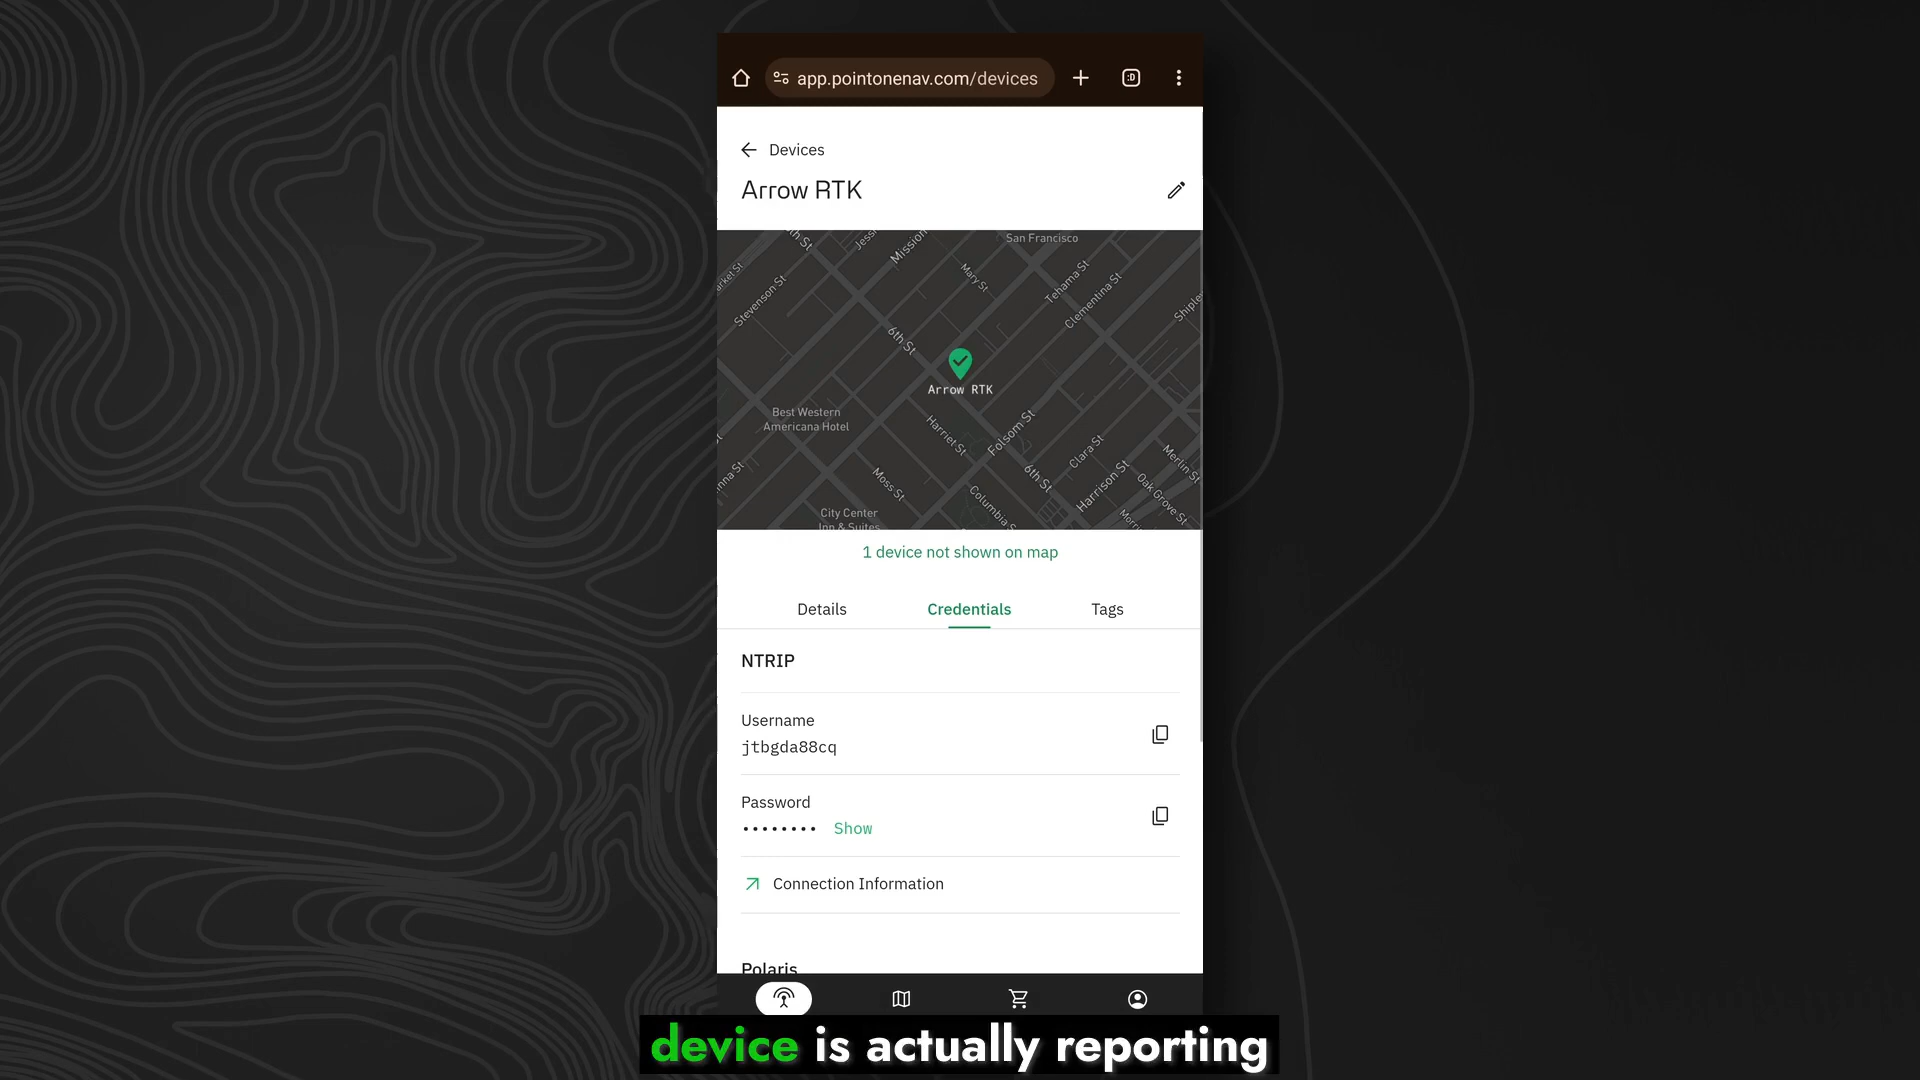 app.pointonenav.com/devices
Devices
Arrow RTK
San Francisco
Mission
Mary St
Tehama St
Clementina St
Stevenson St
6th St
Arrow RTK
Best Western
Americana Hotel
Harriet St
Folsom St
Clara St
6th St
Harrison St
Merlin St
Oak Grove St
Moss St
Columbia S
City Center
Inn & Suites
1 device not shown on map
Details
Credentials
Tags
NTRIP
Username
jtbgda88cq
Password
•••••••• Show
Connection Information
Polaris
device is actually reporting